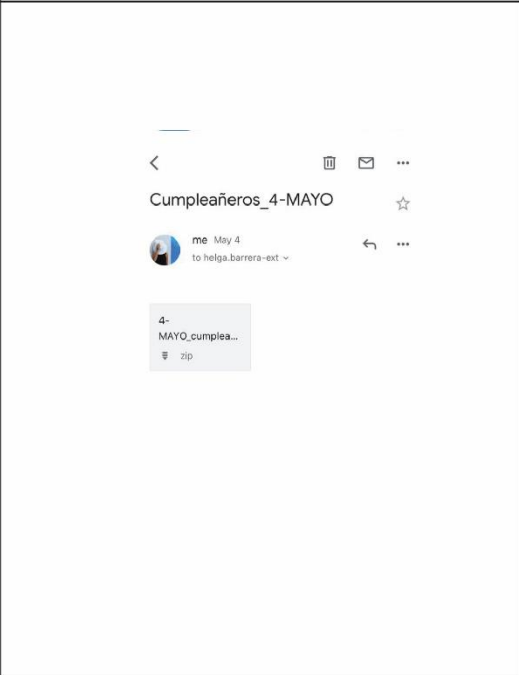 Cumpleañeros_4-MAYO
me May 4
to helga.barrera-ext
4-
MAYO_cumplea...
zip